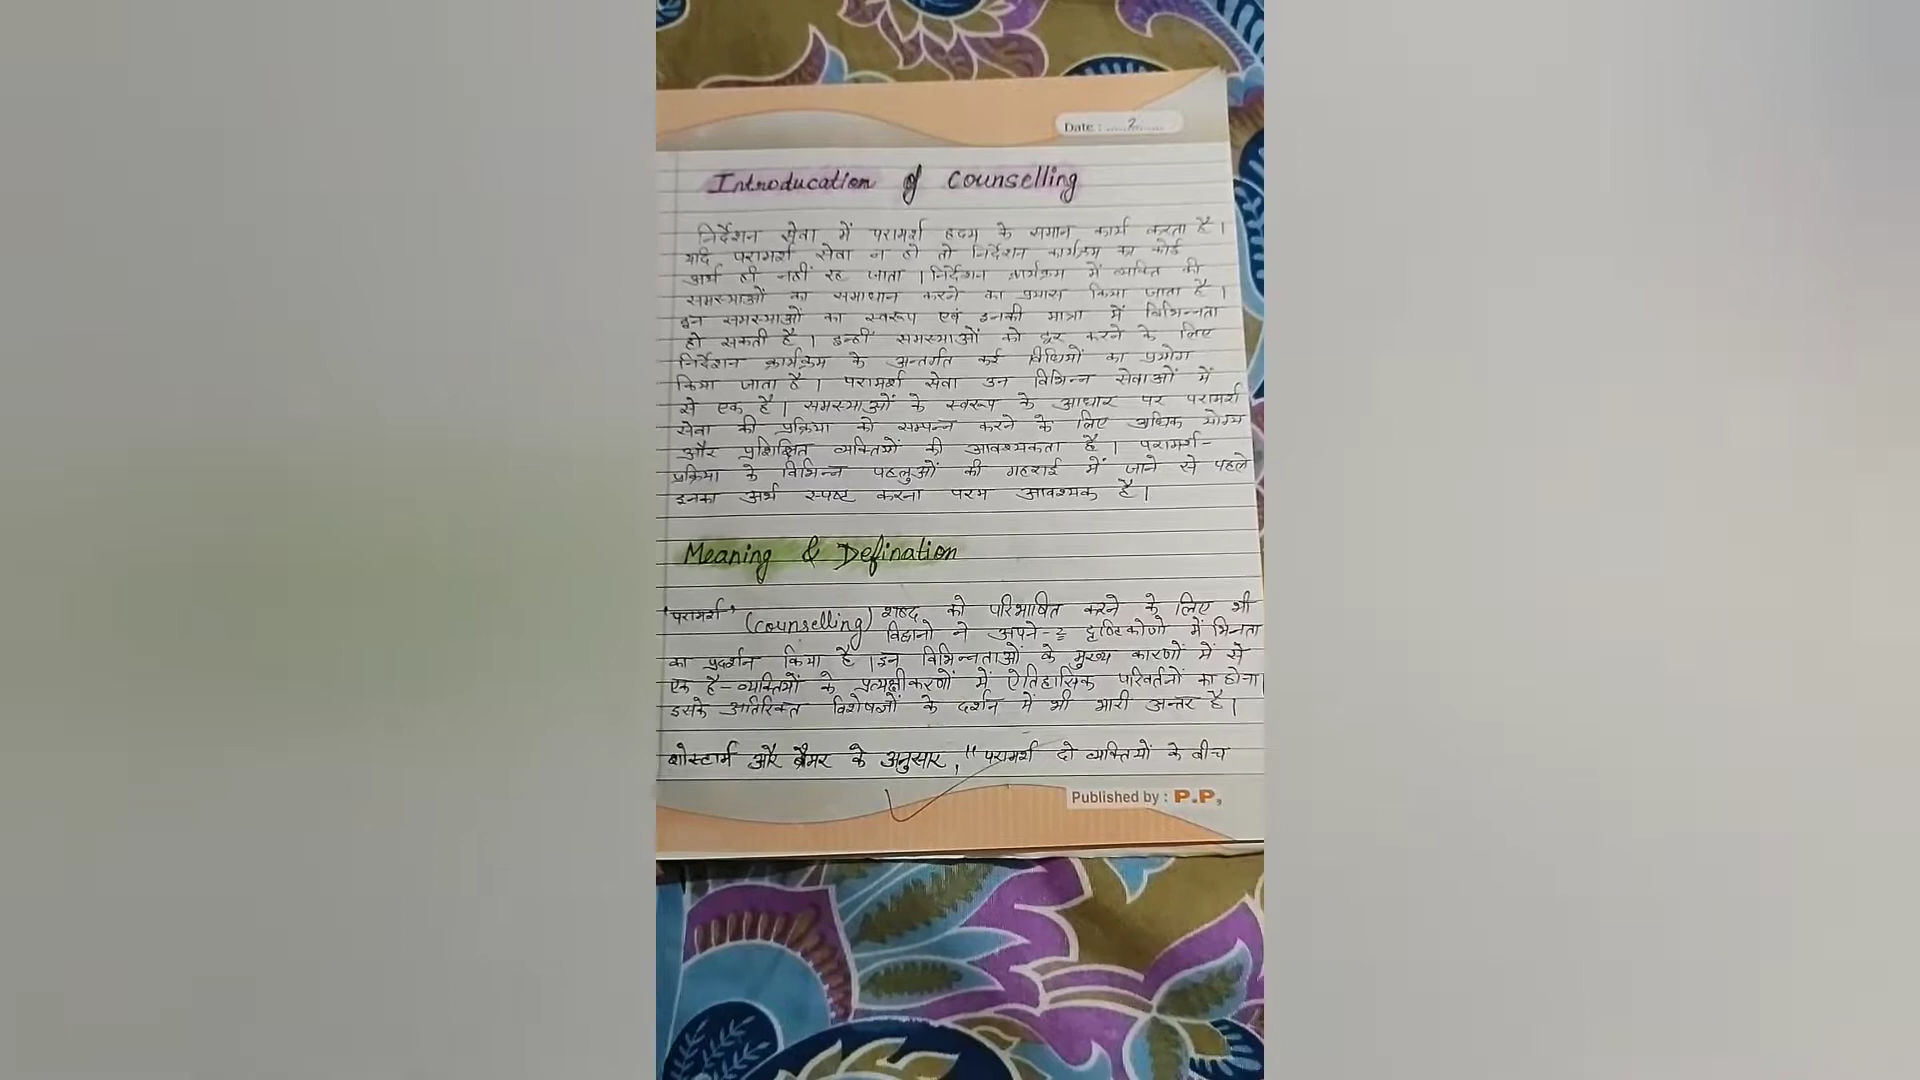 Date : 2
Introducation of counselling
निर्देशन सेवा में परामर्श हृदय के समान कार्य करता है।
यदि परामर्श सेवा न हो तो निर्देशन कार्यक्रम का कोई
अर्थ ही नहीं रह जाता । निर्देशन कार्यक्रम में व्यक्ति की
समस्याओं का समाधान करने का प्रयास किया जाता है ।
इन समस्याओं का स्वरूप एवं इनकी मात्रा में विभिन्नता
हो सकती है । इन्हीं समस्याओं को दूर करने के लिए
निर्देशन कार्यक्रम के अन्तर्गत कई विधियों का प्रयोग
किया जाता है । परामर्श सेवा उन विभिन्न सेवाओं में
से एक है । समस्याओं के स्वरूप के आधार पर परामर्श
सेवा की प्रक्रिया को सम्पन्न करने के लिए अधिक योग्य
और प्रशिक्षित व्यक्तियों की आवश्यकता है । परामर्श-
प्रक्रिया के विभिन्न पहलुओं की गहराई में जाने से पहले
इनका अर्थ स्पष्ट करना परम आवश्यक है ।
Meaning & Defination
'परामर्श' (counselling) शब्द को परिभाषित करने के लिए भी
विद्वानो ने अपने-२ दृष्टिकोणो में भिनता
का प्रदर्शन किया है । इन विभिन्नताओं के मुख्य कारणों में से
एक है - व्यक्तियों के प्रत्यक्षीकरणों में ऐतिहासिक परिवर्तनों का होना।
इसके अतिरिक्त विशेषज्ञों के दर्शन में भी भारी अन्तर है।
शोस्टार्म और ब्रैमर के अनुसार, "परामर्श दो व्यक्तियों के बीच
Published by : P.P,